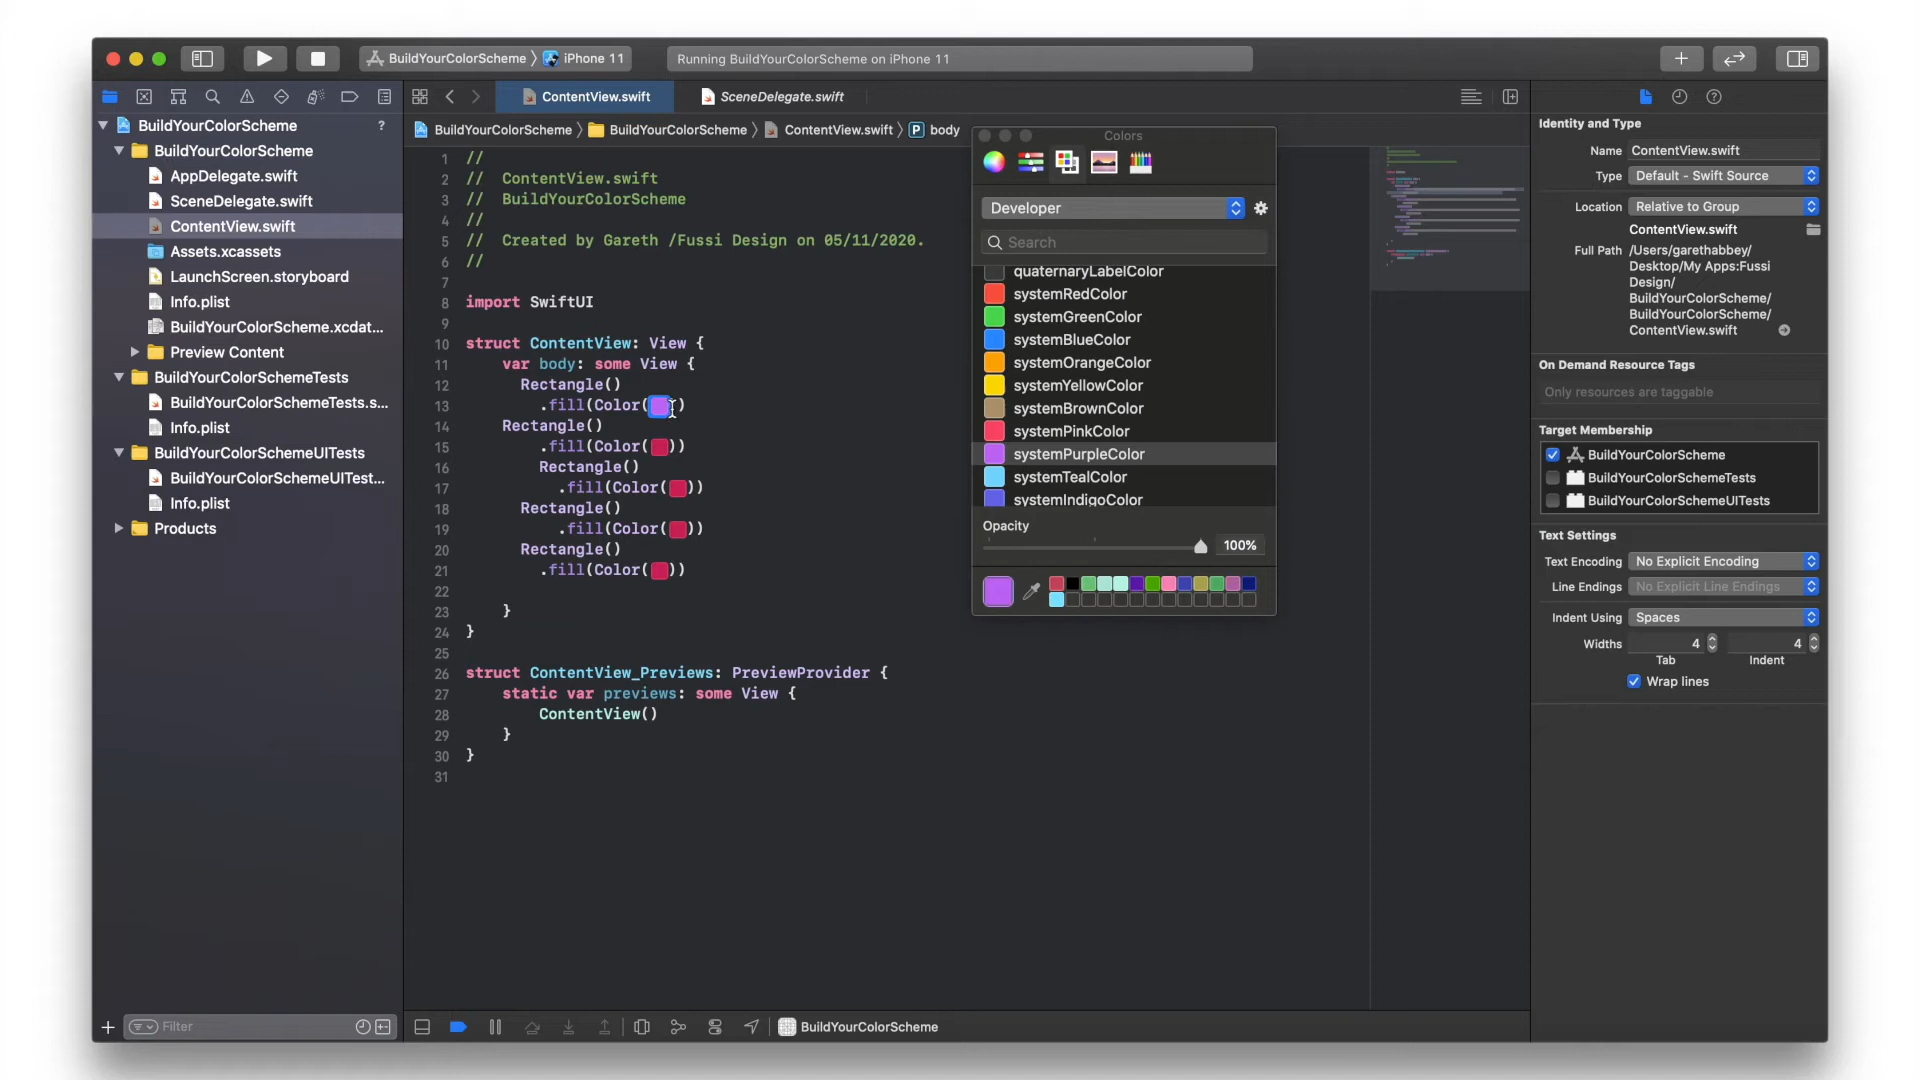 BuildYourColorScheme 〉 iPhone 11
Running BuildYourColorScheme on iPhone 11
ContentView.swift
SceneDelegate.swift
BuildYourColorScheme 〉 BuildYourColorScheme 〉 ContentView.swift 〉 P body
BuildYourColorScheme ?
BuildYourColorScheme
AppDelegate.swift
SceneDelegate.swift
ContentView.swift
Assets.xcassets
LaunchScreen.storyboard
Info.plist
BuildYourColorScheme.xcdat...
Preview Content
BuildYourColorSchemeTests
BuildYourColorSchemeTests.s...
Info.plist
BuildYourColorSchemeUITests
BuildYourColorSchemeUITest...
Info.plist
Products
Filter
1 //
2 // ContentView.swift
3 // BuildYourColorScheme
4 //
5 // Created by Gareth /Fussi Design on 05/11/2020.
6 //
7
8 import SwiftUI
9
10 struct ContentView: View {
11 var body: some View {
12 Rectangle()
13 .fill(Color( ))
14 Rectangle()
15 .fill(Color( ))
16 Rectangle()
17 .fill(Color( ))
18 Rectangle()
19 .fill(Color( ))
20 Rectangle()
21 .fill(Color( ))
22
23 }
24 }
25
26 struct ContentView_Previews: PreviewProvider {
27 static var previews: some View {
28 ContentView()
29 }
30 }
31
BuildYourColorScheme
Colors
Developer
Search
quaternaryLabelColor
systemRedColor
systemGreenColor
systemBlueColor
systemOrangeColor
systemYellowColor
systemBrownColor
systemPinkColor
systemPurpleColor
systemTealColor
systemIndigoColor
Opacity
100%
Identity and Type
Name ContentView.swift
Type Default - Swift Source
Location Relative to Group
ContentView.swift
Full Path /Users/garethabbey/
Desktop/My Apps:Fussi
Design/
BuildYourColorScheme/
BuildYourColorScheme/
ContentView.swift
On Demand Resource Tags
Only resources are taggable
Target Membership
BuildYourColorScheme
BuildYourColorSchemeTests
BuildYourColorSchemeUITests
Text Settings
Text Encoding No Explicit Encoding
Line Endings No Explicit Line Endings
Indent Using Spaces
Widths 4 4
Tab Indent
Wrap lines